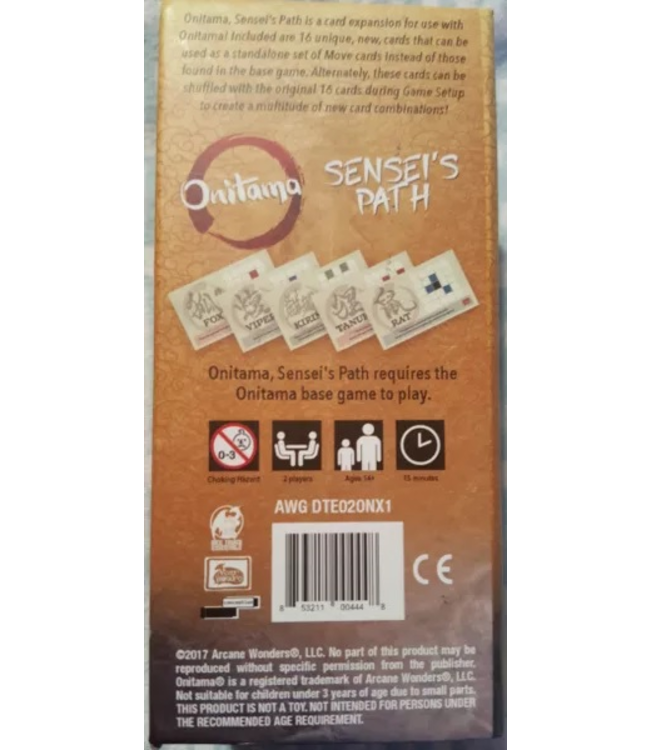 Onitama, Sensei's Path is a card expansion for use with
Onitama! Included are 16 unique, new, cards that can be
used as a standalone set of Move cards instead of those
found in the base game. Alternately, these cards can be
shuffled with the original 16 cards during Game Setup
to create a multitude of new card combinations!
Onitama
SENSEI'S
PATH
FOX
VIPER
KIRIN
TANUKI
RAT
Onitama, Sensei's Path requires the
Onitama base game to play.
0-3
Choking Hazard
2 players
Ages 14+
15 minutes
AWG DTE02ONX1
CE
8 53211 00444 8
©2017 Arcane Wonders®, LLC. No part of this product may be
reproduced without specific permission from the publisher.
Onitama® is a registered trademark of Arcane Wonders®, LLC.
Not suitable for children under 3 years of age due to small parts.
THIS PRODUCT IS NOT A TOY. NOT INTENDED FOR PERSONS UNDER
THE RECOMMENDED AGE REQUIREMENT.